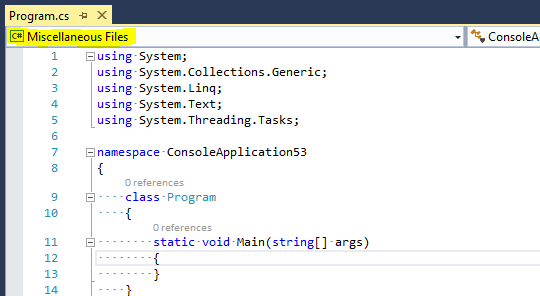 Program.cs
C# Miscellaneous Files ConsoleA
1 using System;
2 using System.Collections.Generic;
3 using System.Linq;
4 using System.Text;
5 using System.Threading.Tasks;
6
7 namespace ConsoleApplication53
8 {
0 references
9 class Program
10 {
0 references
11 static void Main(string[] args)
12 {
13 }
14 }